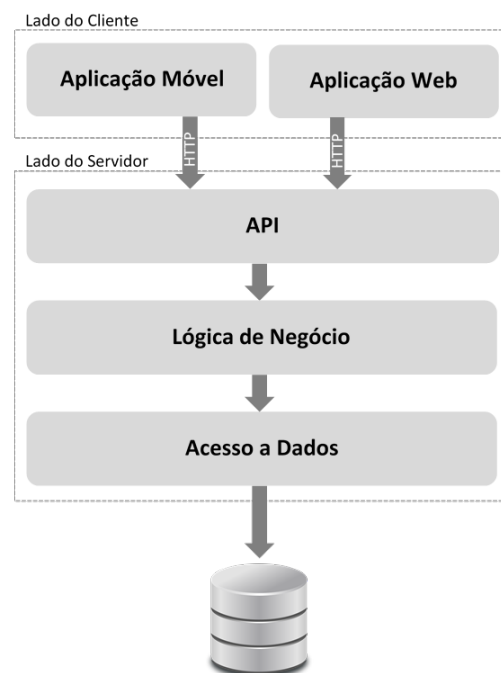 Lado do Cliente
Aplicação Móvel
Aplicação Web
HTTP
HTTP
Lado do Servidor
API
Lógica de Negócio
Acesso a Dados